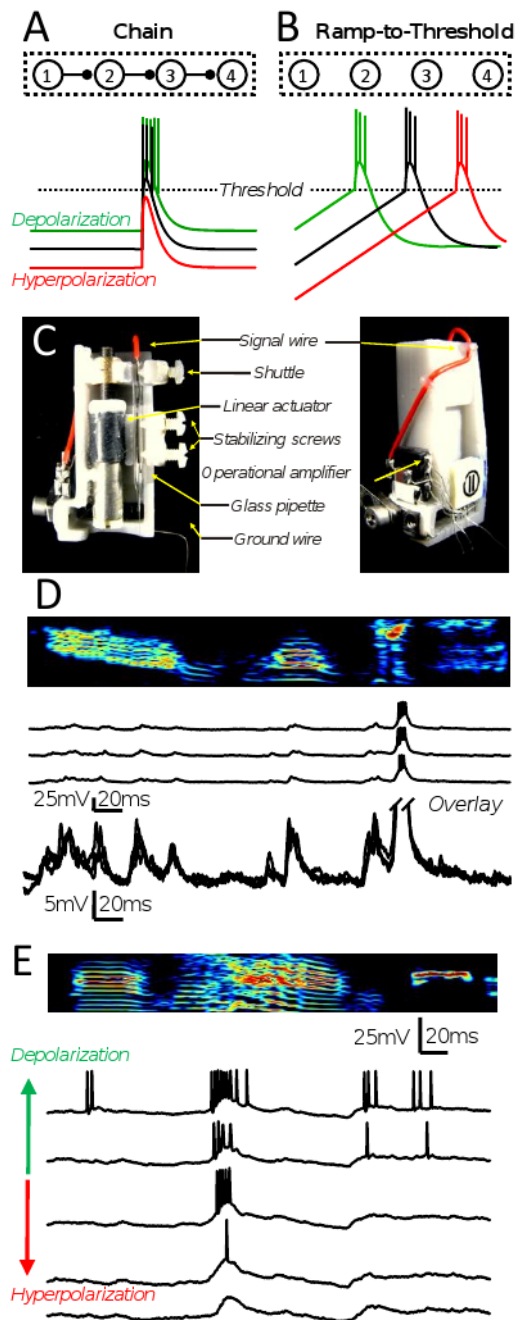 A
Chain
1 2 3 4
B
Ramp-to-Threshold
1 2 3 4
Threshold
Depolarization
Hyperpolarization
C
Signal wire
Shuttle
Linear actuator
Stabilizing screws
Operational amplifier
Glass pipette
Ground wire
D
25mV 20ms
Overlay
5mV 20ms
E
25mV 20ms
Depolarization
Hyperpolarization